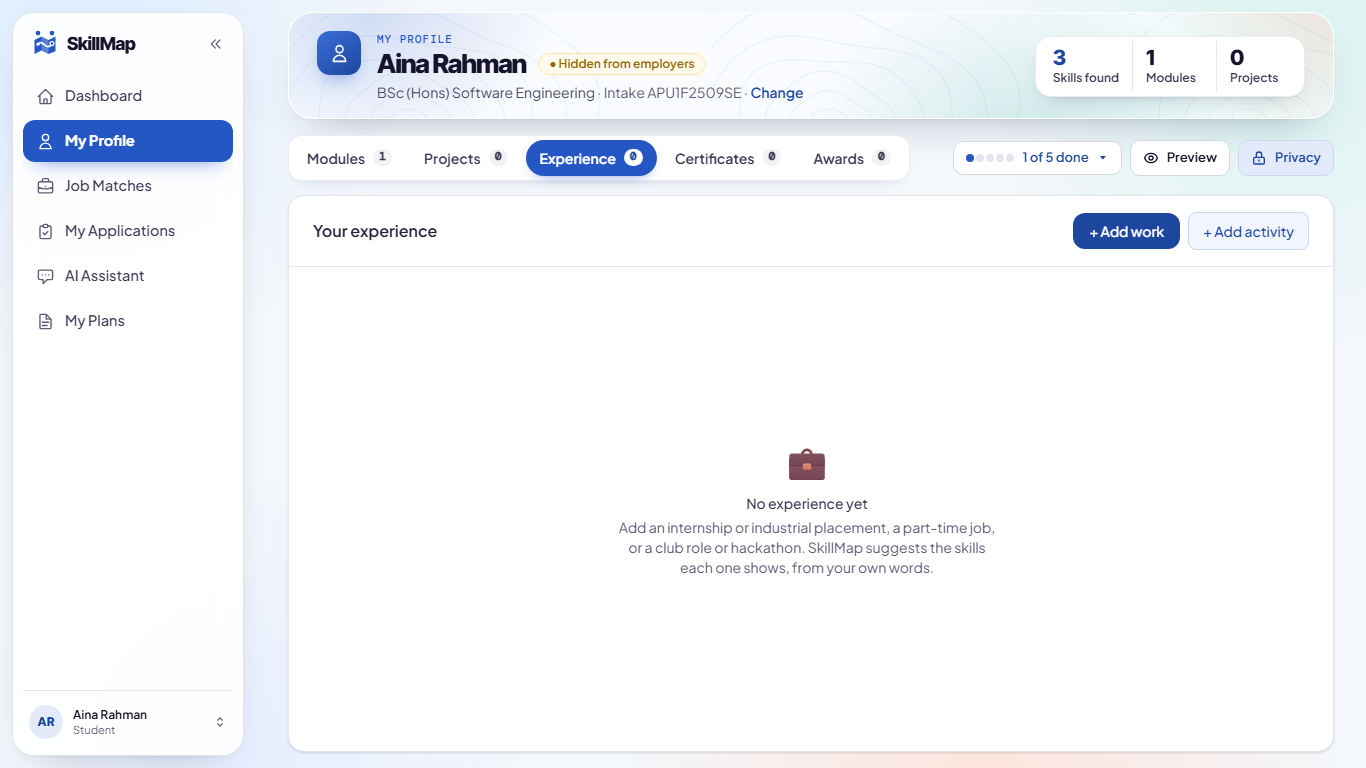 SkillMap
Dashboard
My Profile
Job Matches
My Applications
AI Assistant
My Plans
AR
Aina Rahman
Student
MY PROFILE
Aina Rahman
Hidden from employers
BSc (Hons) Software Engineering · Intake APU1F2509SE · Change
3
Skills found
1
Modules
0
Projects
Modules 1
Projects 0
Experience 0
Certificates 0
Awards 0
1 of 5 done
Preview
Privacy
Your experience
+ Add work
+ Add activity
No experience yet
Add an internship or industrial placement, a part-time job,
or a club role or hackathon. SkillMap suggests the skills
each one shows, from your own words.